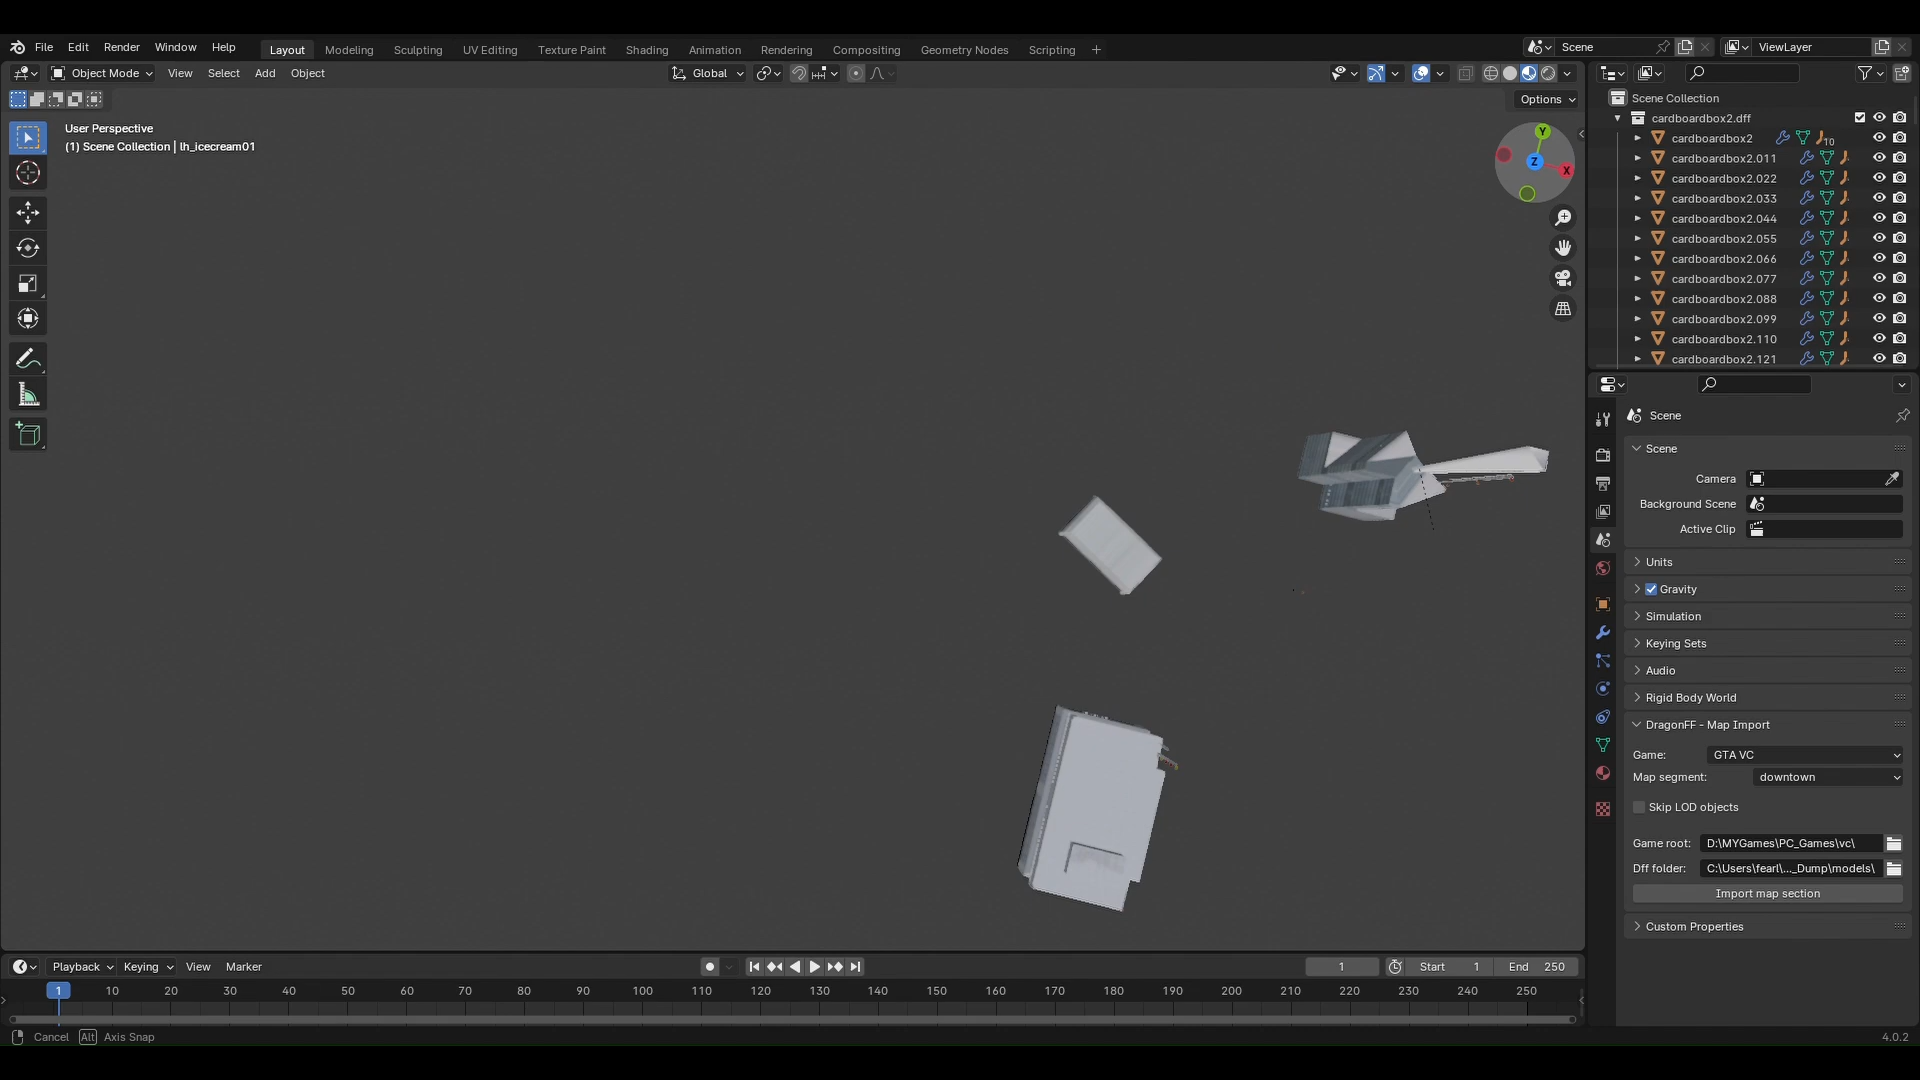 File Edit Render Window Help Layout Modeling Sculpting UV Editing Texture Paint Shading Animation Rendering Compositing Geometry Nodes Scripting Scene ViewLayer
Object Mode View Select Add Object Global
Options
User Perspective
(1) Scene Collection | lh_icecream01
Y
Z
X
Scene Collection
cardboardbox2.dff
cardboardbox2 10
cardboardbox2.011
cardboardbox2.022
cardboardbox2.033
cardboardbox2.044
cardboardbox2.055
cardboardbox2.066
cardboardbox2.077
cardboardbox2.088
cardboardbox2.099
cardboardbox2.110
cardboardbox2.121
Scene
Scene
Camera
Background Scene
Active Clip
Units
Gravity
Simulation
Keying Sets
Audio
Rigid Body World
DragonFF - Map Import
Game: GTA VC
Map segment: downtown
Skip LOD objects
Game root: D:\MYGames\PC_Games\vc\
Dff folder: C:\Users\fearl\..._Dump\models\
Import map section
Custom Properties
Playback Keying View Marker 1 Start 1 End 250
1 10 20 30 40 50 60 70 80 90 100 110 120 130 140 150 160 170 180 190 200 210 220 230 240 250
Cancel Alt Axis Snap 4.0.2